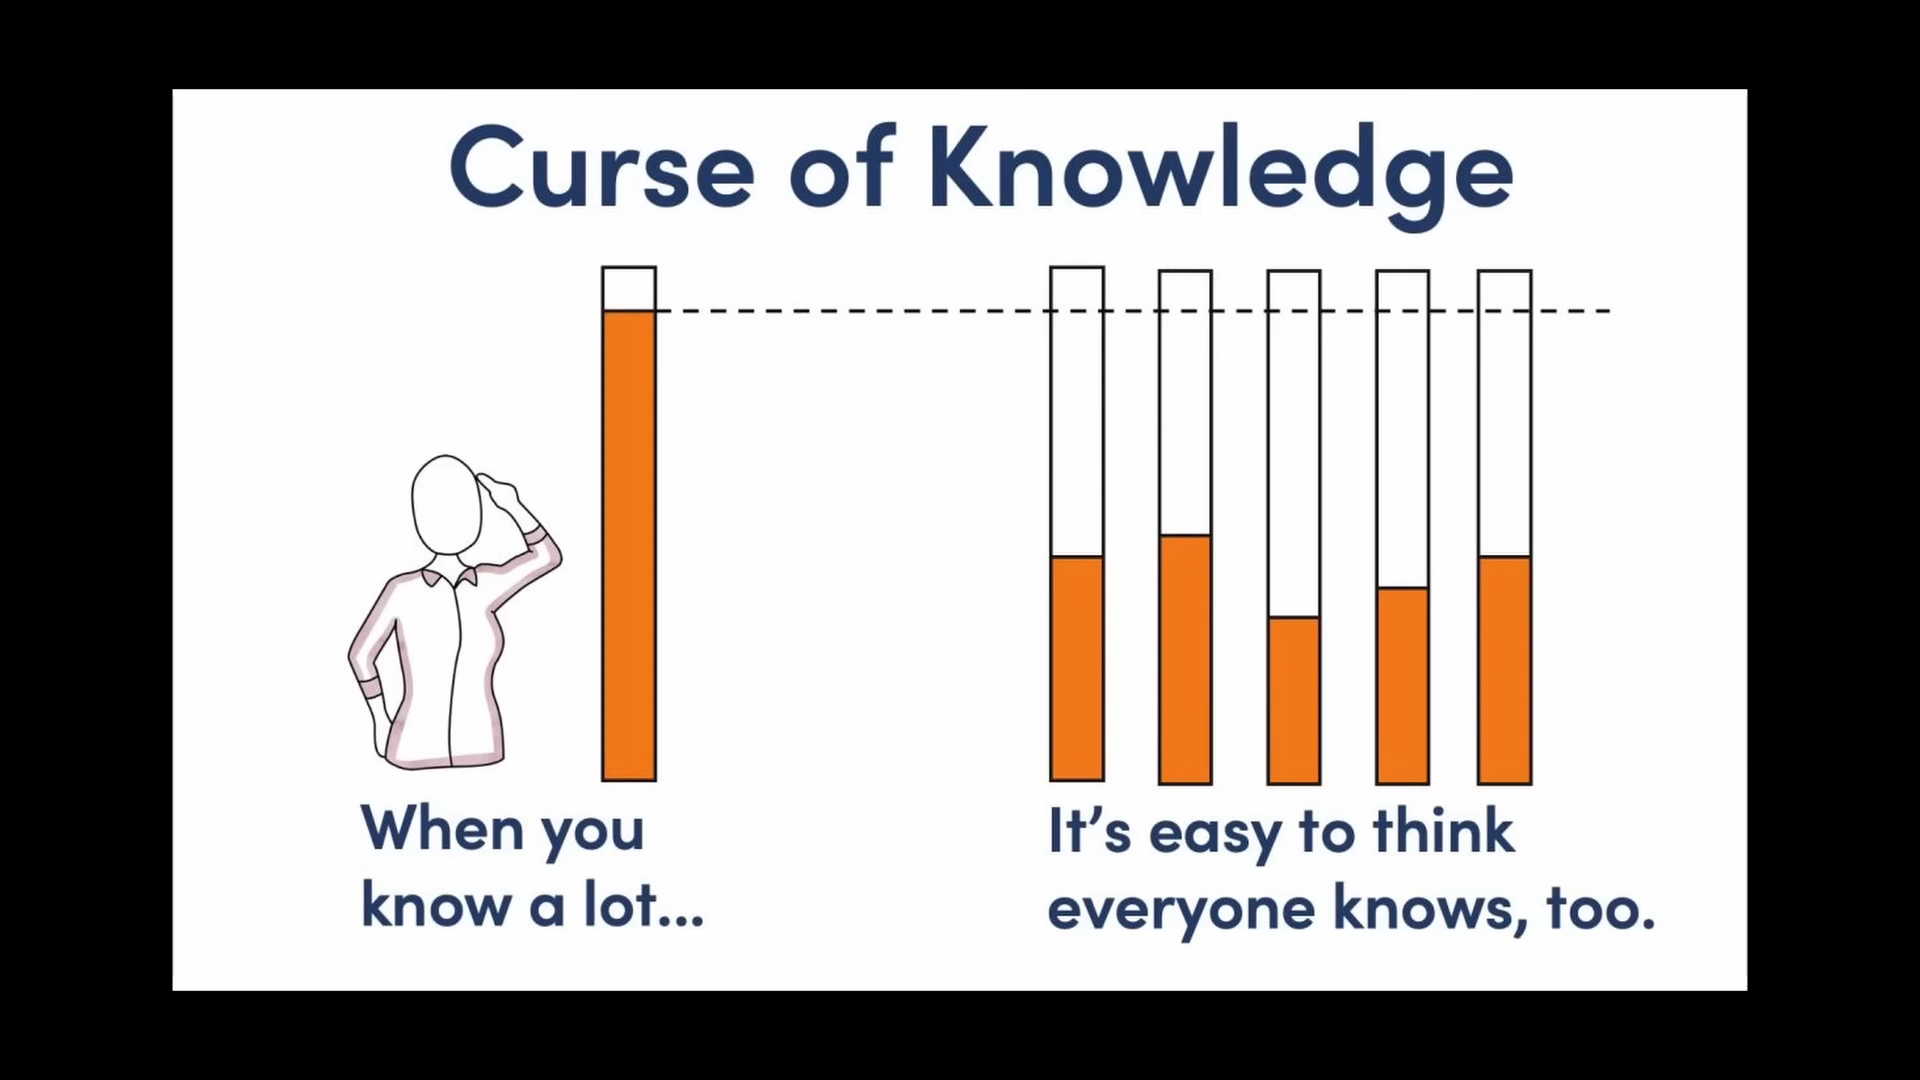 Curse of Knowledge
When you
know a lot...
It’s easy to think
everyone knows, too.